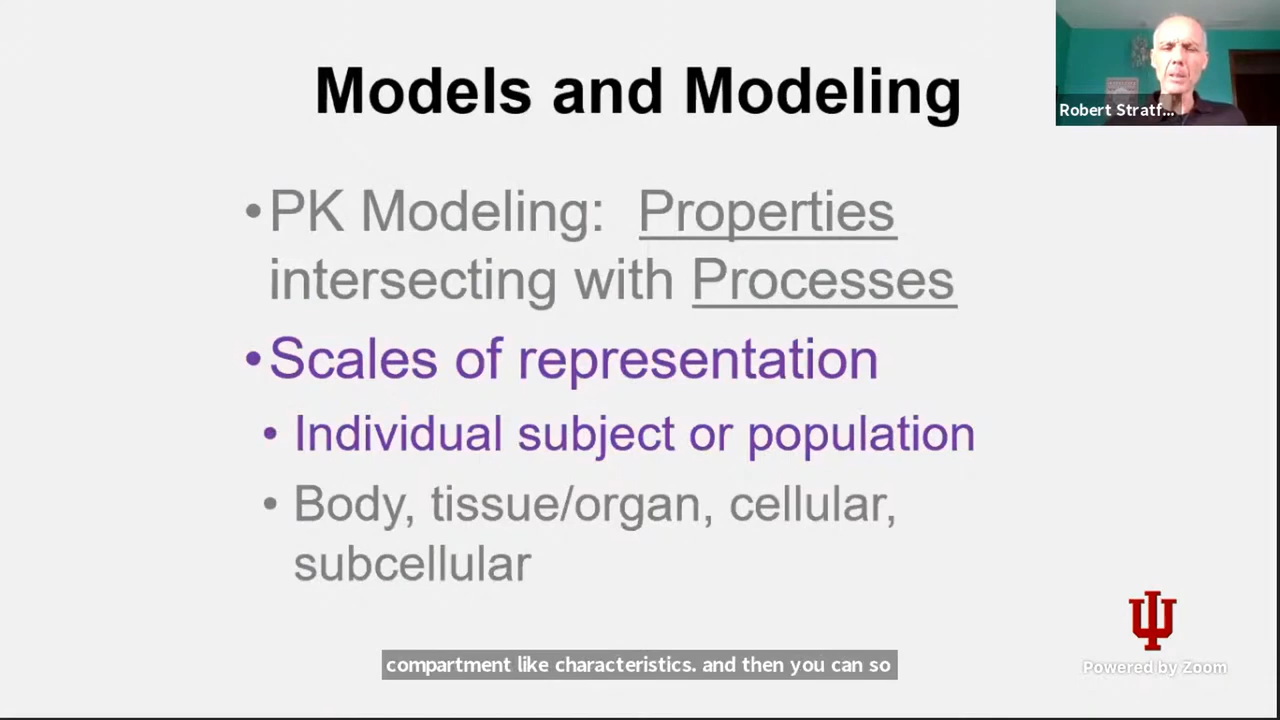 Models and Modeling
Robert Stratf...
•PK Modeling: Properties
intersecting with Processes
•Scales of representation
• Individual subject or population
• Body, tissue/organ, cellular,
subcellular
compartment like characteristics. and then you can so
Powered by Zoom